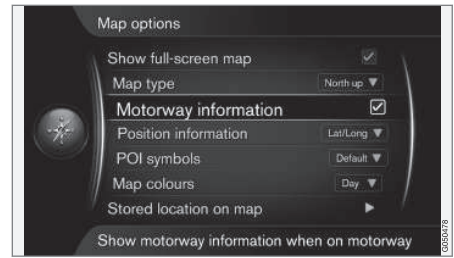 Map options
Show full-screen map
Map type North up
Motorway information
Position information Lat/Long
POI symbols Default
Map colours Day
Stored location on map
Show motorway information when on motorway
G050478